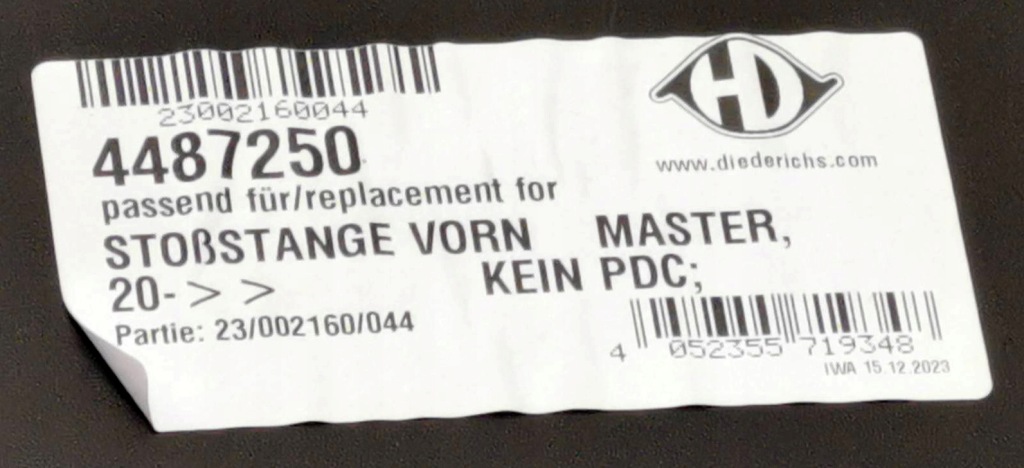 23002160044
4487250
passend für/replacement for
STOßSTANGE VORN MASTER,
20-> > KEIN PDC;
Partie: 23/002160/044
HD
www.diederichs.com
4 052355 719348
IWA 15.12.2023